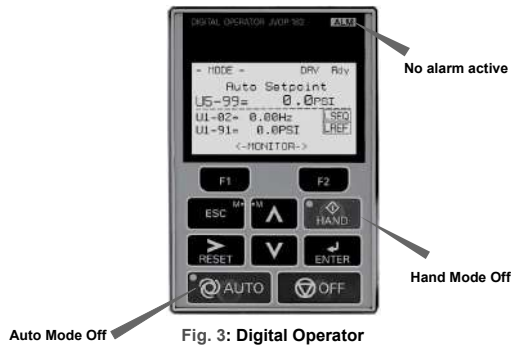 DIGITAL OPERATOR JVOP 182 ALM
No alarm active
- MODE - DRV Rdy
Auto Setpoint
U5-99= 0.0PSI
U1-02= 0.00Hz LSEQ
U1-91= 0.0PSI LREF
<-MONITOR->
F1 F2
ESC M M HAND
RESET ENTER
Hand Mode Off
AUTO OFF
Auto Mode Off
Fig. 3: Digital Operator